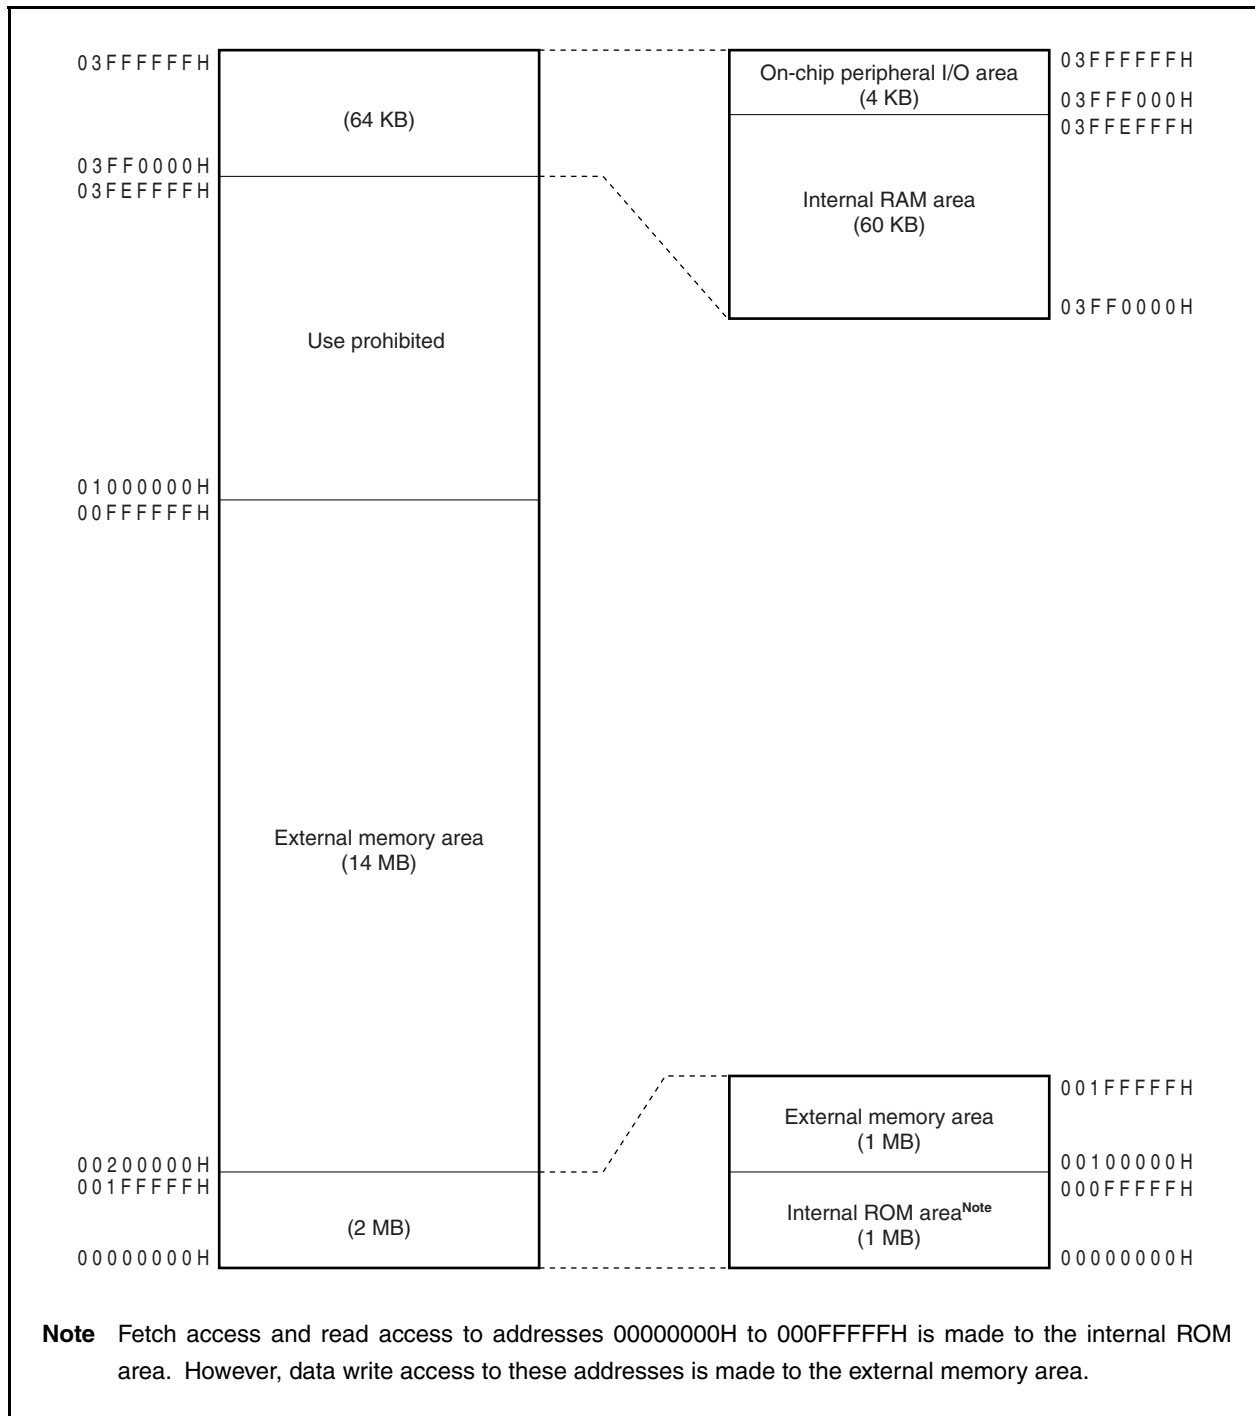 03FFFFFFH
(64 KB)
03FF0000H
03FEFFFFH
Use prohibited
01000000H
00FFFFFFH
External memory area
(14 MB)
00200000H
001FFFFFH
(2 MB)
00000000H
On-chip peripheral I/O area
(4 KB)
03FFFFFFH
03FFF000H
03FFEFFFH
Internal RAM area
(60 KB)
03FF0000H
External memory area
(1 MB)
001FFFFFH
00100000H
000FFFFFH
Internal ROM areaNote
(1 MB)
00000000H
Note Fetch access and read access to addresses 00000000H to 000FFFFFH is made to the internal ROM
area. However, data write access to these addresses is made to the external memory area.